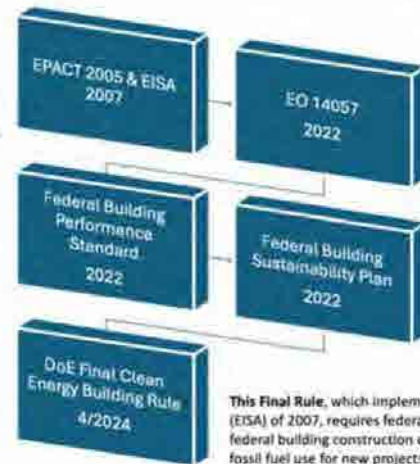 EPACT 2005 & EISA
2007
EO 14057
2022
Federal Building
Performance
Standard
2022
Federal Building
Sustainability Plan
2022
DoE Final Clean
Energy Building Rule
4/2024
This Final Rule, which implem
(EISA) of 2007, requires federa
federal building construction o
fossil fuel use for new project